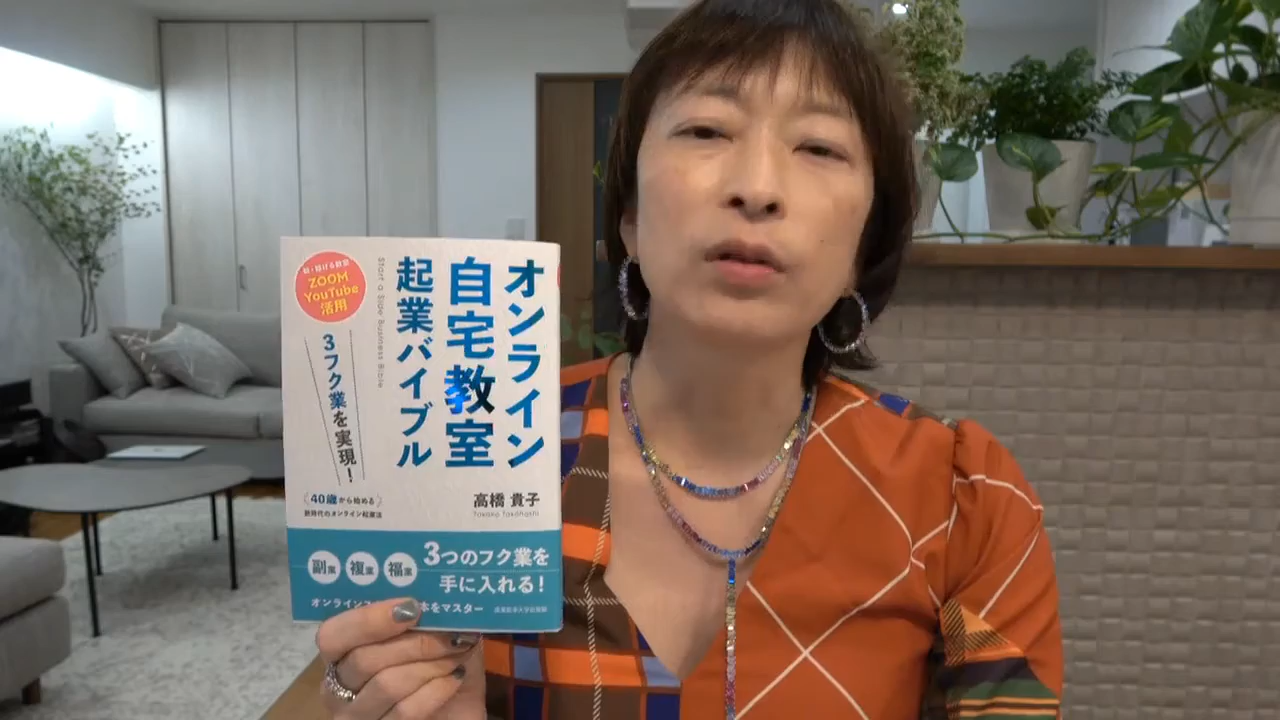 オンライン
自宅教室
起業バイブル
Start a Side Business Bible
脱・稼げる教室
ZOOM
YouTube
活用
3フク業を実現！
40歳から始める
新時代のオンライン起業法
高橋 貴子
Takako Takahashi
副業 複業 福業
3つのフク業を
手に入れる！
オンラインス
本をマスター